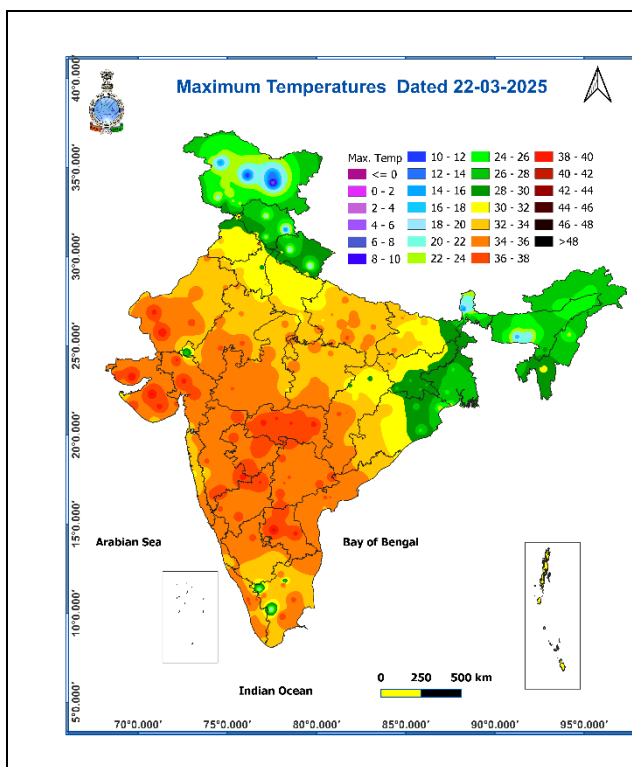 Maximum Temperatures Dated 22-03-2025
Max. Temp
<= 0
0 - 2
2 - 4
4 - 6
6 - 8
8 - 10
10 - 12
12 - 14
14 - 16
16 - 18
18 - 20
20 - 22
22 - 24
24 - 26
26 - 28
28 - 30
30 - 32
32 - 34
34 - 36
36 - 38
38 - 40
40 - 42
42 - 44
44 - 46
46 - 48
>48
40°0.000'
35°0.000'
30°0.000'
25°0.000'
20°0.000'
15°0.000'
10°0.000'
5°0.000'
Arabian Sea
Bay of Bengal
Indian Ocean
0 250 500 km
70°0.000' 75°0.000' 80°0.000' 85°0.000' 90°0.000' 95°0.000'